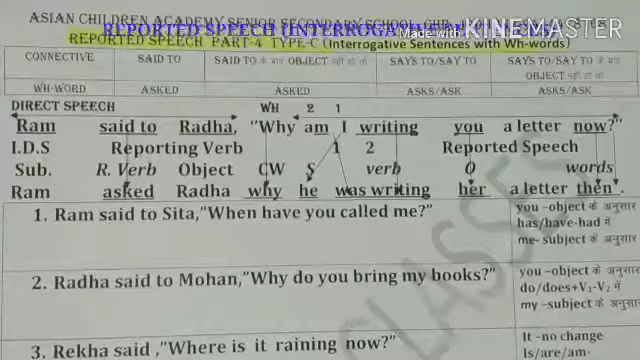 ASIAN CHILDREN ACADEMY SENIOR SECONDARY SCHOOL
REPORTED SPEECH
Made with KINEMASTER
REPORTED SPEECH PART-4 TYPE-C (Interrogative Sentences with Wh-words)
CONNECTIVE SAID TO SAID TO के बाद OBJECT नहीं हो तो SAYS TO/SAY TO SAYS TO/SAY TO के बाद OBJECT नहीं हो तो
WH-WORD ASKED ASKED ASKS/ASK ASKS/ASK
DIRECT SPEECH WH 2 1
Ram said to Radha, "Why am I writing you a letter now?"
I.D.S Reporting Verb 1 2 Reported Speech
Sub. R. Verb Object CW S verb O words
Ram asked Radha why he was writing her a letter then.
1. Ram said to Sita,"When have you called me?"
you –object के अनुसार
has/have-had में
me- subject के अनुसार
2. Radha said to Mohan,"Why do you bring my books?"
you –object के अनुसार
do/does+V1-V2 में
my –subject के अनुसार
3. Rekha said ,"Where is it raining now?"
It –no change
Is/are/am-
CLASSES